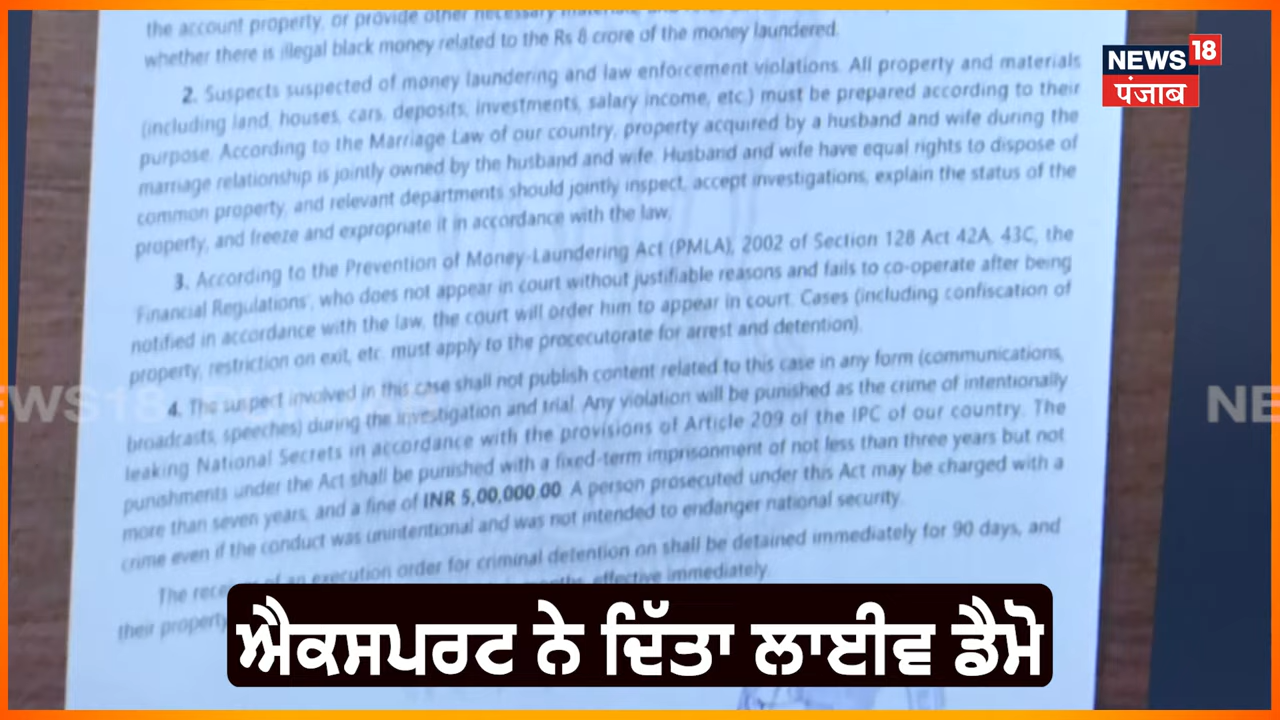 the account property, or provide other necessary
whether there is illegal black money related to the Rs 8 crore of the money laundered.
2. Suspects suspected of money laundering and law enforcement violations. All property and materials
(including land, houses, cars, deposits, investments, salary income, etc.) must be prepared according to their
purpose. According to the Marriage Law of our country, property acquired by a husband and wife during the
marriage relationship is jointly owned by the husband and wife. Husband and wife have equal rights to dispose of
common property, and relevant departments should jointly inspect, accept investigations, explain the status of the
property, and freeze and expropriate it in accordance with the law;
3. According to the Prevention of Money-Laundering Act (PMLA), 2002 of Section 128 Act 42A, 43C, the
Financial Regulations', who does not appear in court without justifiable reasons and fails to co-operate after being
notified in accordance with the law, the court will order him to appear in court. Cases (including confiscation of
property, restriction on exit, etc. must apply to the procecutorate for arrest and detention).
4. The suspect involved in this case shall not publish content related to this case in any form (communications,
broadcasts, speeches) during the investigation and trial. Any violation will be punished as the crime of intentionally
leaking National Secrets in accordance with the provisions of Article 209 of the IPC of our country. The
punishments under the Act shall be punished with a fixed-term imprisonment of not less than three years but not
more than seven years, and a fine of INR 5,00,000.00. A person prosecuted under this Act may be charged with a
crime even if the conduct was unintentional and was not intended to endanger national security.
The an execution order for criminal detention on shall be detained immediately for 90 days, and
their property effective immediately.
NEWS18
ਪੰਜਾਬ
EWS18
NE
ਐਕਸਪਰਟ ਨੇ ਦਿੱਤਾ ਲਾਈਵ ਡੈਮੋ